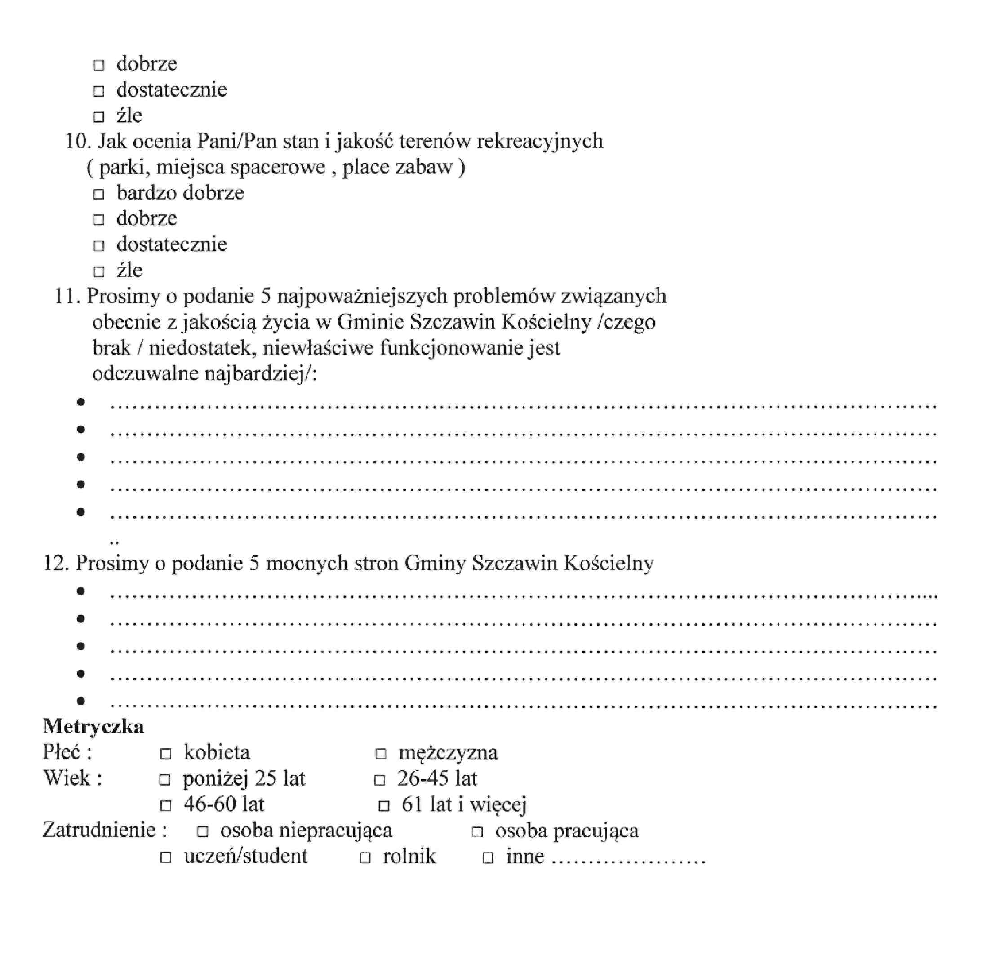 □ dobrze
□ dostatecznie
□ źle
10. Jak ocenia Pani/Pan stan i jakość terenów rekreacyjnych
( parki, miejsca spacerowe , place zabaw )
□ bardzo dobrze
□ dobrze
□ dostatecznie
□ źle
11. Prosimy o podanie 5 najpoważniejszych problemów związanych
obecnie z jakością życia w Gminie Szczawin Kościelny /czego
brak / niedostatek, niewłaściwe funkcjonowanie jest
odczuwalne najbardziej/:
• ..............................................................................................................
• ..............................................................................................................
• ..............................................................................................................
• ..............................................................................................................
• ..............................................................................................................
..
12. Prosimy o podanie 5 mocnych stron Gminy Szczawin Kościelny
• ..............................................................................................................
• ..............................................................................................................
• ..............................................................................................................
• ..............................................................................................................
• ..............................................................................................................
Metryczka
Płeć : □ kobieta □ mężczyzna
Wiek : □ poniżej 25 lat □ 26-45 lat
□ 46-60 lat □ 61 lat i więcej
Zatrudnienie : □ osoba niepracująca □ osoba pracująca
□ uczeń/student □ rolnik □ inne .....................